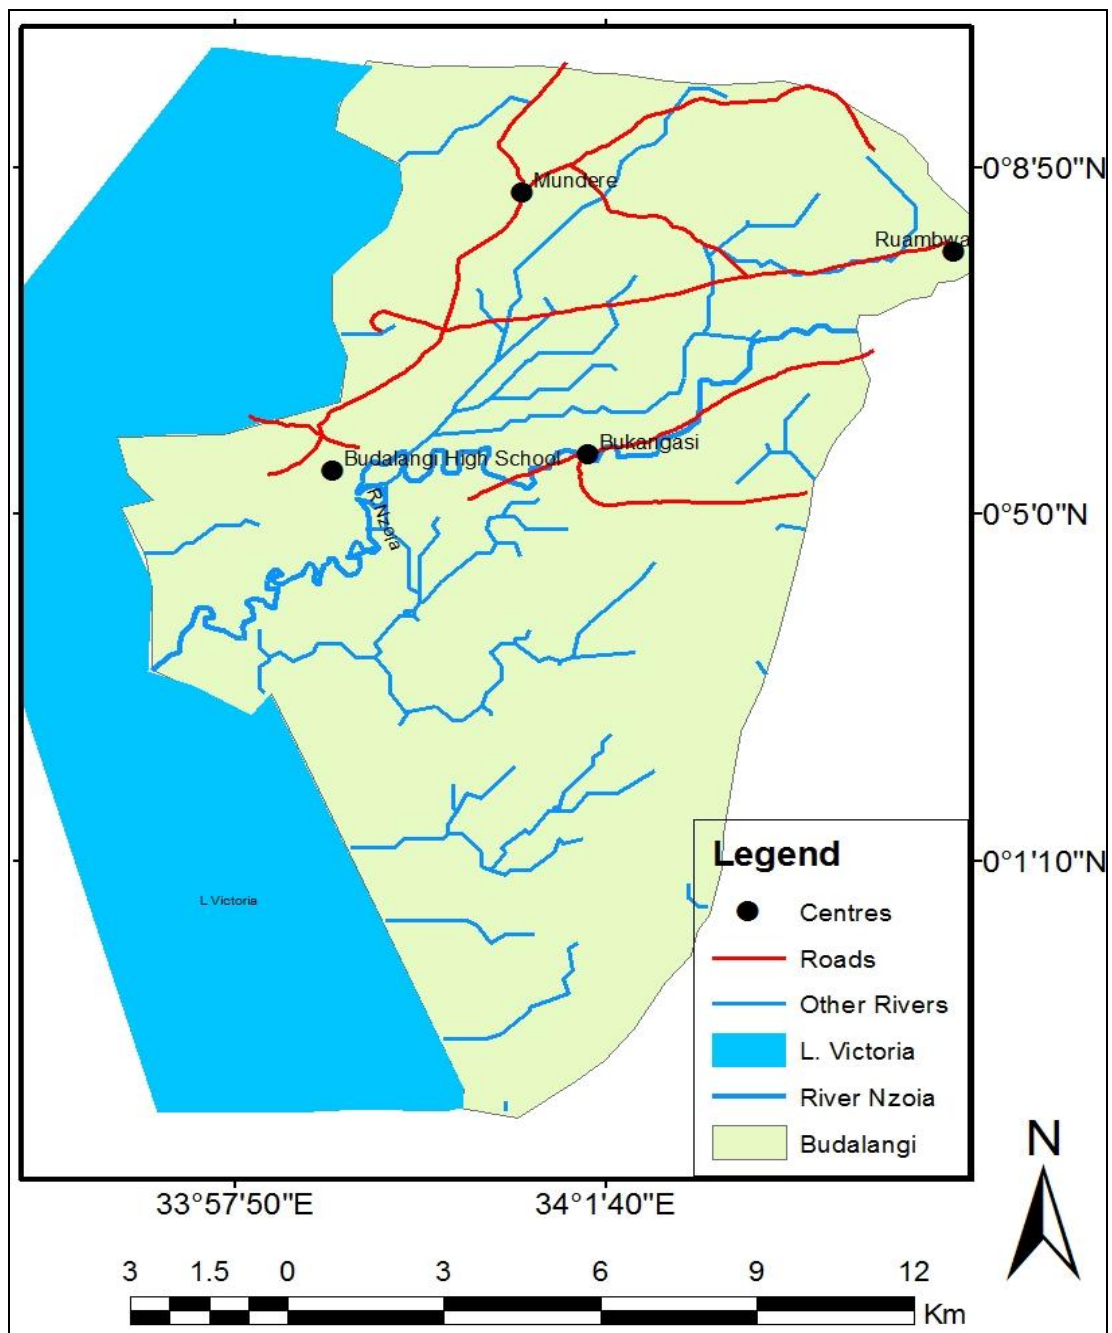 Mundere
0°8'50"N
Ruambwa
Bukangasi
Budalangi High School
R.Nzoia
0°5'0"N
L.Victoria
0°1'10"N
Legend
Centres
Roads
Other Rivers
L. Victoria
River Nzoia
Budalangi
N
33°57'50"E 34°1'40"E
3 1.5 0 3 6 9 12
Km